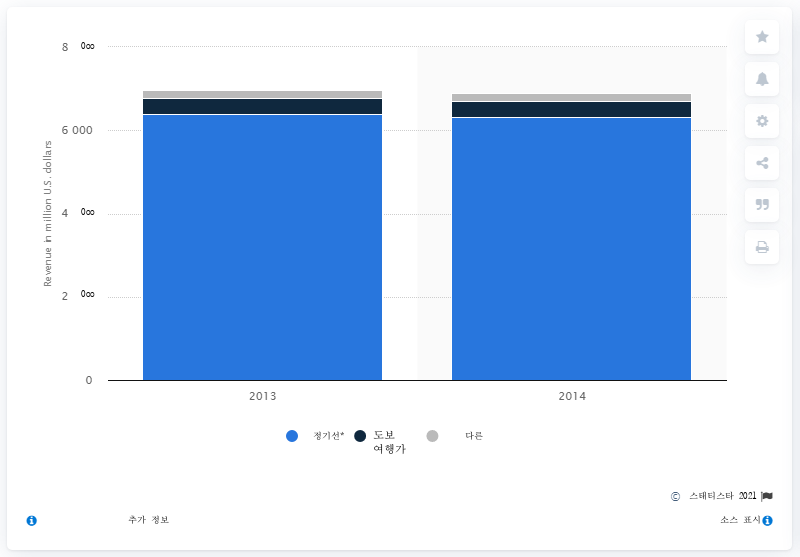 8 000
6 000
4 000
2 000
0
Revenue in million U.S. dollars
2013
2014
정기선*
도보
여행가
다른
© 스태티스타 2021
추가 정보
소스 표시